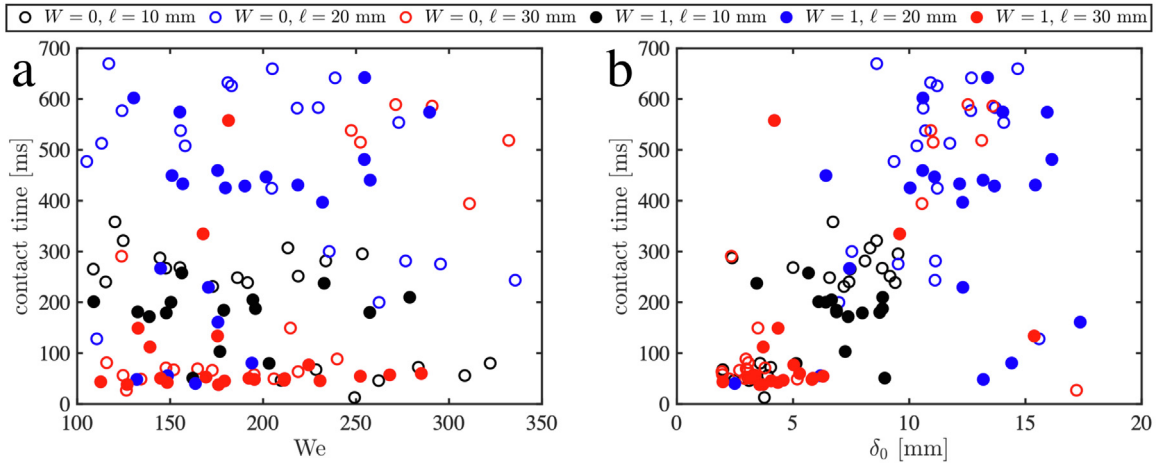 W = 0, ℓ = 10 mm W = 0, ℓ = 20 mm W = 0, ℓ = 30 mm W = 1, ℓ = 10 mm W = 1, ℓ = 20 mm W = 1, ℓ = 30 mm
a
contact time [ms]
700
600
500
400
300
200
100
0
100 150 200 250 300 350
We
b
contact time [ms]
700
600
500
400
300
200
100
0
0 5 10 15 20
δ₀ [mm]